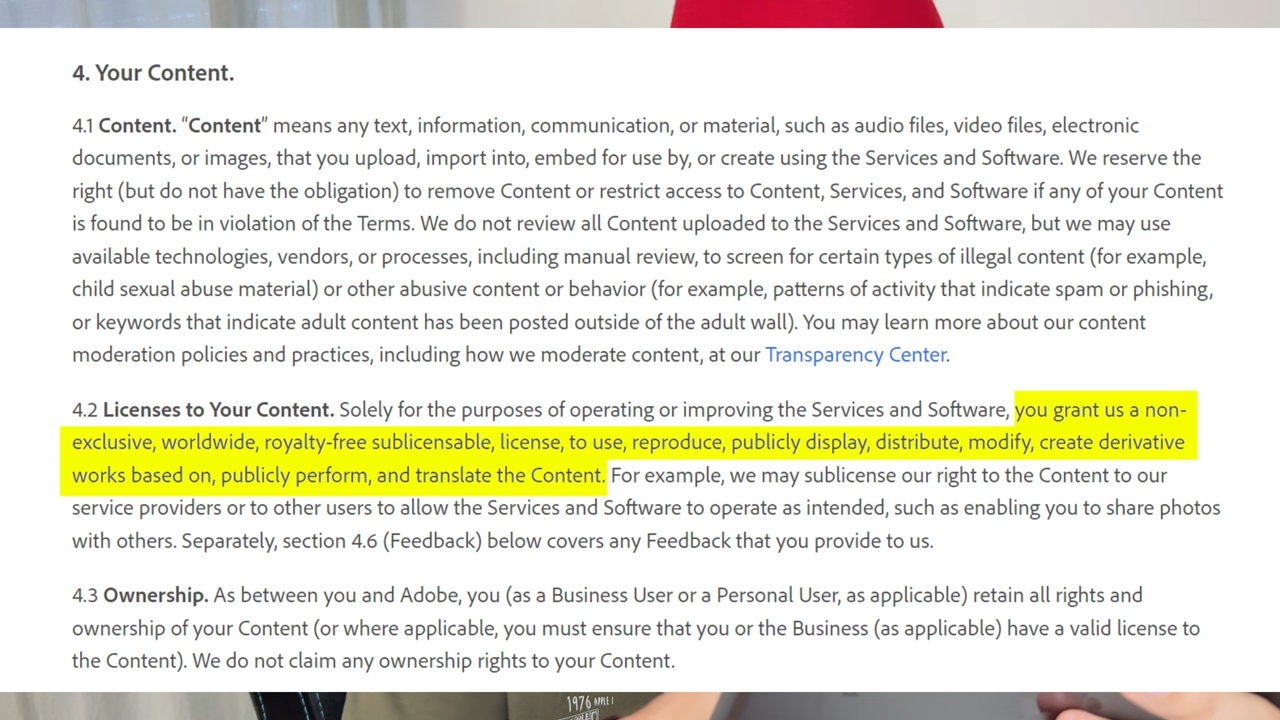 4. Your Content.
4.1 Content. “Content” means any text, information, communication, or material, such as audio files, video files, electronic
documents, or images, that you upload, import into, embed for use by, or create using the Services and Software. We reserve the
right (but do not have the obligation) to remove Content or restrict access to Content, Services, and Software if any of your Content
is found to be in violation of the Terms. We do not review all Content uploaded to the Services and Software, but we may use
available technologies, vendors, or processes, including manual review, to screen for certain types of illegal content (for example,
child sexual abuse material) or other abusive content or behavior (for example, patterns of activity that indicate spam or phishing,
or keywords that indicate adult content has been posted outside of the adult wall). You may learn more about our content
moderation policies and practices, including how we moderate content, at our Transparency Center.
4.2 Licenses to Your Content. Solely for the purposes of operating or improving the Services and Software, you grant us a non-
exclusive, worldwide, royalty-free sublicensable, license, to use, reproduce, publicly display, distribute, modify, create derivative
works based on, publicly perform, and translate the Content. For example, we may sublicense our right to the Content to our
service providers or to other users to allow the Services and Software to operate as intended, such as enabling you to share photos
with others. Separately, section 4.6 (Feedback) below covers any Feedback that you provide to us.
4.3 Ownership. As between you and Adobe, you (as a Business User or a Personal User, as applicable) retain all rights and
ownership of your Content (or where applicable, you must ensure that you or the Business (as applicable) have a valid license to
the Content). We do not claim any ownership rights to your Content.
1976 APPLE I